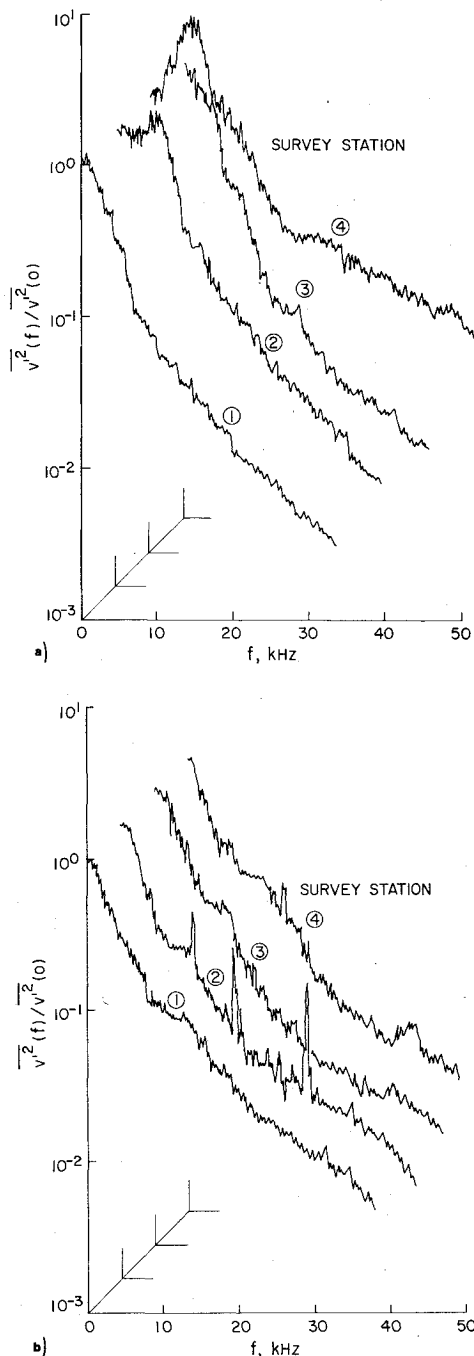 10¹
10⁰
10⁻¹
10⁻²
10⁻³
v'²(f)/v'²(0)
SURVEY STATION
④
③
②
①
0 10 20 30 40 50
f, kHz
a)
10¹
10⁰
10⁻¹
10⁻²
10⁻³
v'²(f)/v'²(0)
SURVEY STATION
④
③
②
①
0 10 20 30 40 50
f, kHz
b)